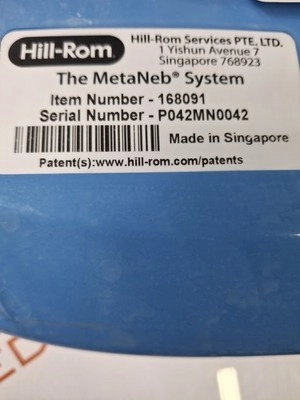 Hill-Rom®
Hill-Rom Services PTE. LTD.
1 Yishun Avenue 7
Singapore 768923
The MetaNeb® System
Item Number - 168091
Serial Number - P042MN0042
Made in Singapore
Patent(s):www.hill-rom.com/patents
ED